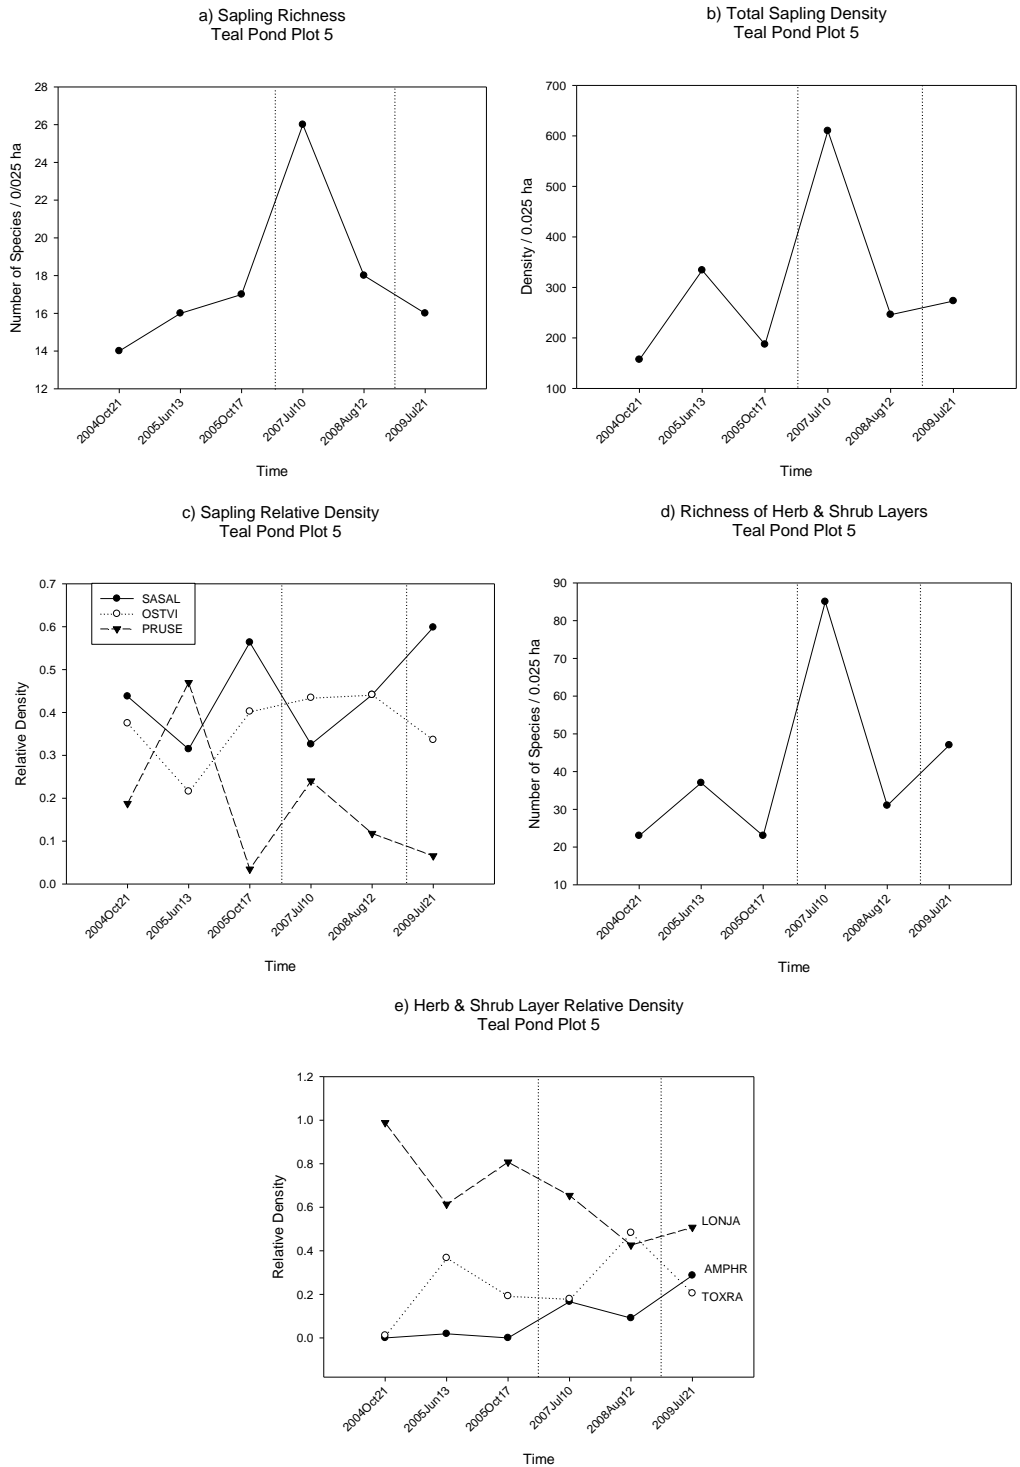 a) Sapling Richness
Teal Pond Plot 5
Number of Species / 0/025 ha
28
26
24
22
20
18
16
14
12
2004Oct21
2005Jun13
2005Oct17
2007Jul10
2008Aug12
2009Jul21
Time
b) Total Sapling Density
Teal Pond Plot 5
Density / 0.025 ha
700
600
500
400
300
200
100
2004Oct21
2005Jun13
2005Oct17
2007Jul10
2008Aug12
2009Jul21
Time
c) Sapling Relative Density
Teal Pond Plot 5
Relative Density
0.7
0.6
0.5
0.4
0.3
0.2
0.1
0.0
SASAL
OSTVI
PRUSE
2004Oct21
2005Jun13
2005Oct17
2007Jul10
2008Aug12
2009Jul21
Time
d) Richness of Herb & Shrub Layers
Teal Pond Plot 5
Number of Species / 0.025 ha
90
80
70
60
50
40
30
20
10
2004Oct21
2005Jun13
2005Oct17
2007Jul10
2008Aug12
2009Jul21
Time
e) Herb & Shrub Layer Relative Density
Teal Pond Plot 5
Relative Density
1.2
1.0
0.8
0.6
0.4
0.2
0.0
LONJA
AMPHR
TOXRA
2004Oct21
2005Jun13
2005Oct17
2007Jul10
2008Aug12
2009Jul21
Time